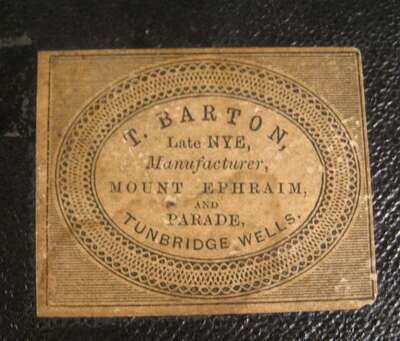 T. BARTON,
Late NYE,
Manufacturer,
MOUNT EPHRAIM,
AND
PARADE,
TUNBRIDGE WELLS.